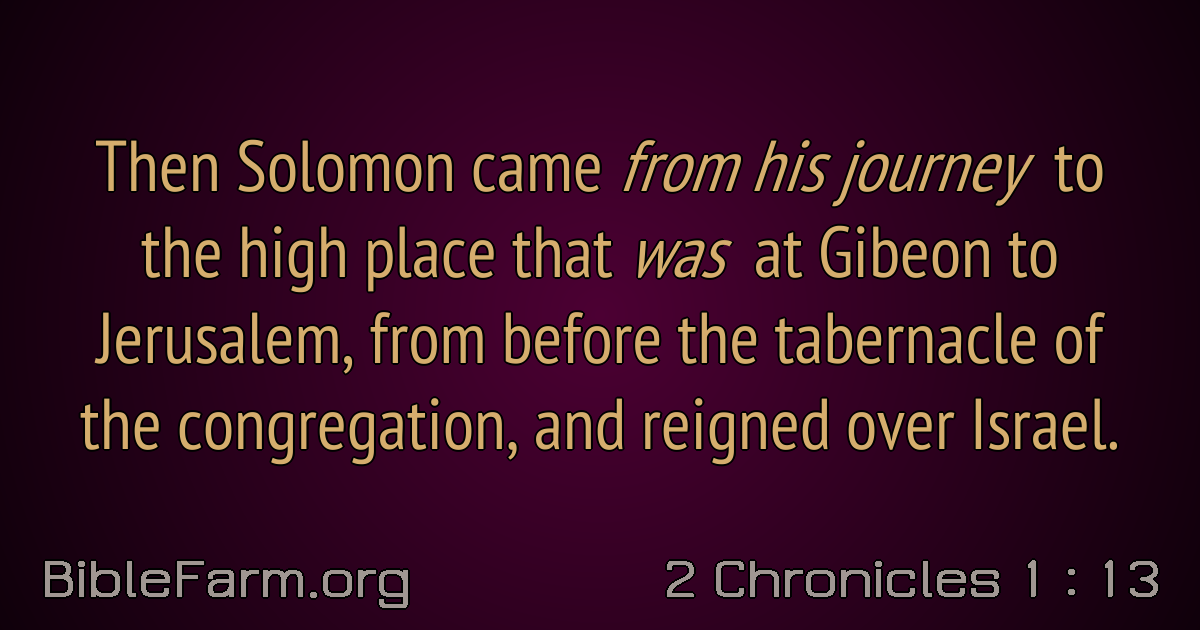 Then Solomon came from his journey to
the high place that was at Gibeon to
Jerusalem, from before the tabernacle of
the congregation, and reigned over Israel.
BibleFarm.org
2 Chronicles 1 : 13